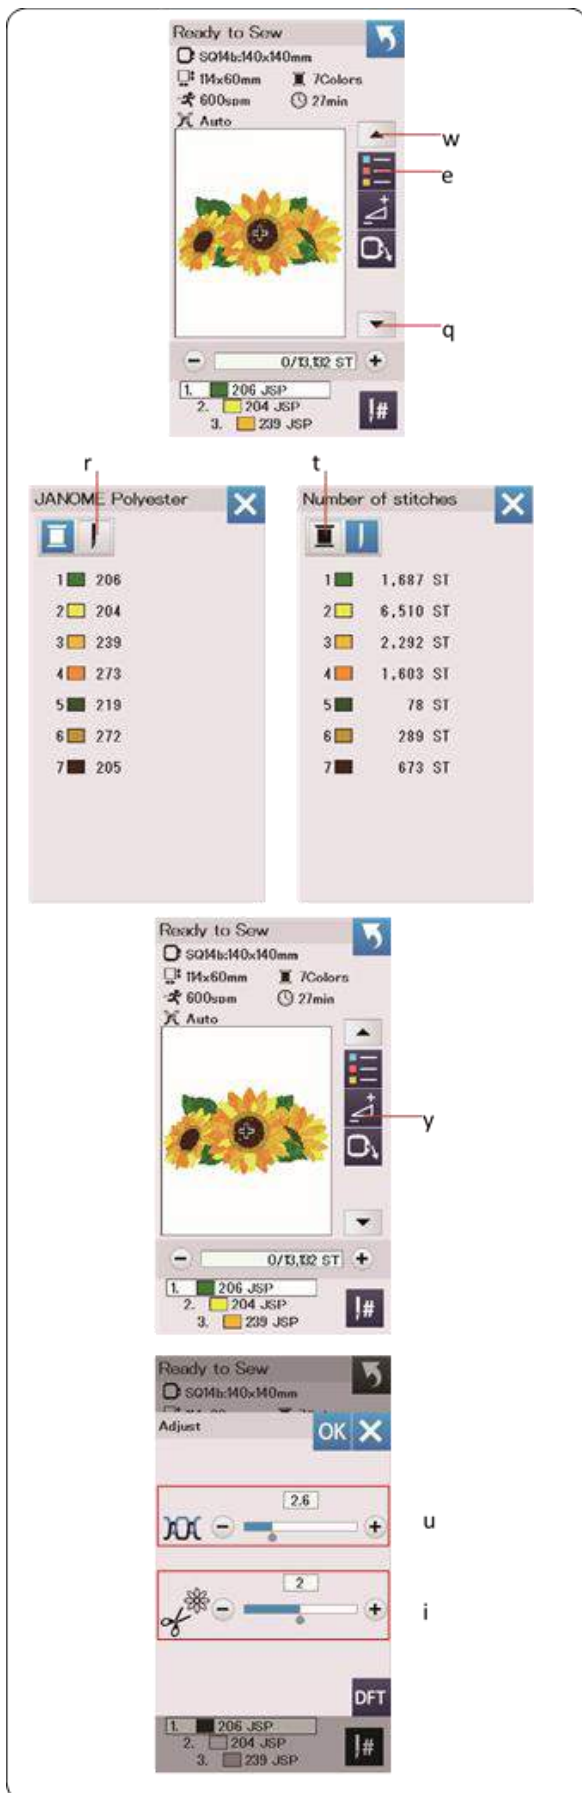 Ready to Sew
SQ14b:140x140mm
114x60mm 7Colors
600spm 27min
Auto
w
e
q
0/13,132 ST
1. 206 JSP
2. 204 JSP
3. 239 JSP
#
r
t
JANOME Polyester
1 206
2 204
3 239
4 273
5 219
6 272
7 205
Number of stitches
1 1,687 ST
2 6,510 ST
3 2,292 ST
4 1,603 ST
5 78 ST
6 289 ST
7 673 ST
Ready to Sew
SQ14b:140x140mm
114x60mm 7Colors
600spm 27min
Auto
y
0/13,132 ST
1. 206 JSP
2. 204 JSP
3. 239 JSP
#
Ready to Sew
SQ14b:140x140mm
Adjust OK
2.6
u
2
i
DFT
1. 206 JSP
2. 204 JSP
3. 239 JSP
#